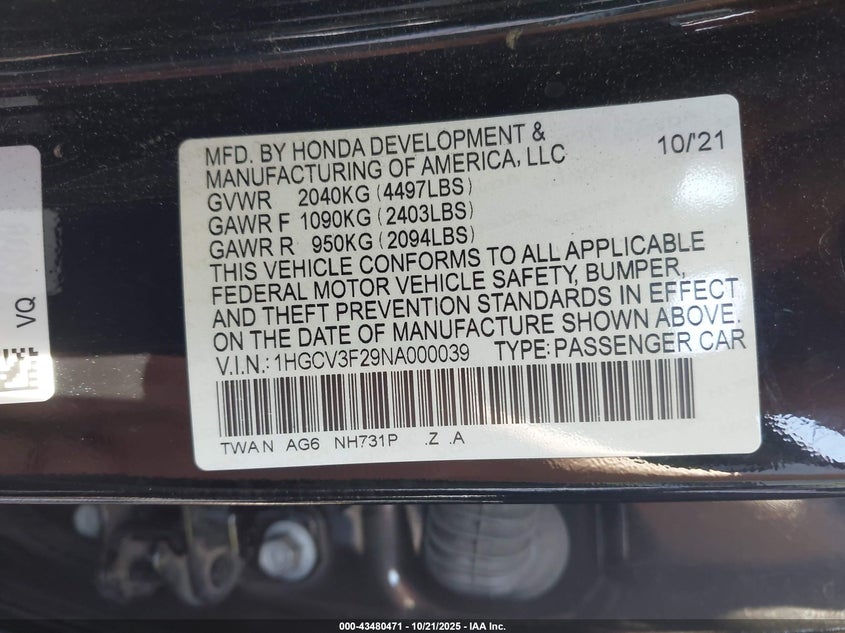 MFD. BY HONDA DEVELOPMENT &
MANUFACTURING OF AMERICA, LLC 10/'21
GVWR 2040KG (4497LBS)
GAWR F 1090KG (2403LBS)
GAWR R 950KG (2094LBS)
THIS VEHICLE CONFORMS TO ALL APPLICABLE
FEDERAL MOTOR VEHICLE SAFETY, BUMPER,
AND THEFT PREVENTION STANDARDS IN EFFECT
ON THE DATE OF MANUFACTURE SHOWN ABOVE.
V.I.N.: 1HGCV3F29NA000039 TYPE: PASSENGER CAR
TWAN AG6 NH731P .Z .A
VQ
000-43480471 - 10/21/2025 - IAA Inc.